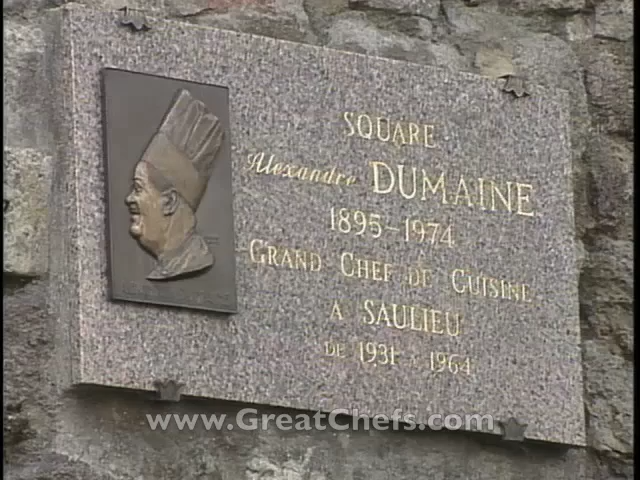 SQUARE
Alexandre DUMAINE
1895-1974
GRAND CHEF DE CUISINE
A SAULIEU
DE 1931 A 1964
www.GreatChefs.com